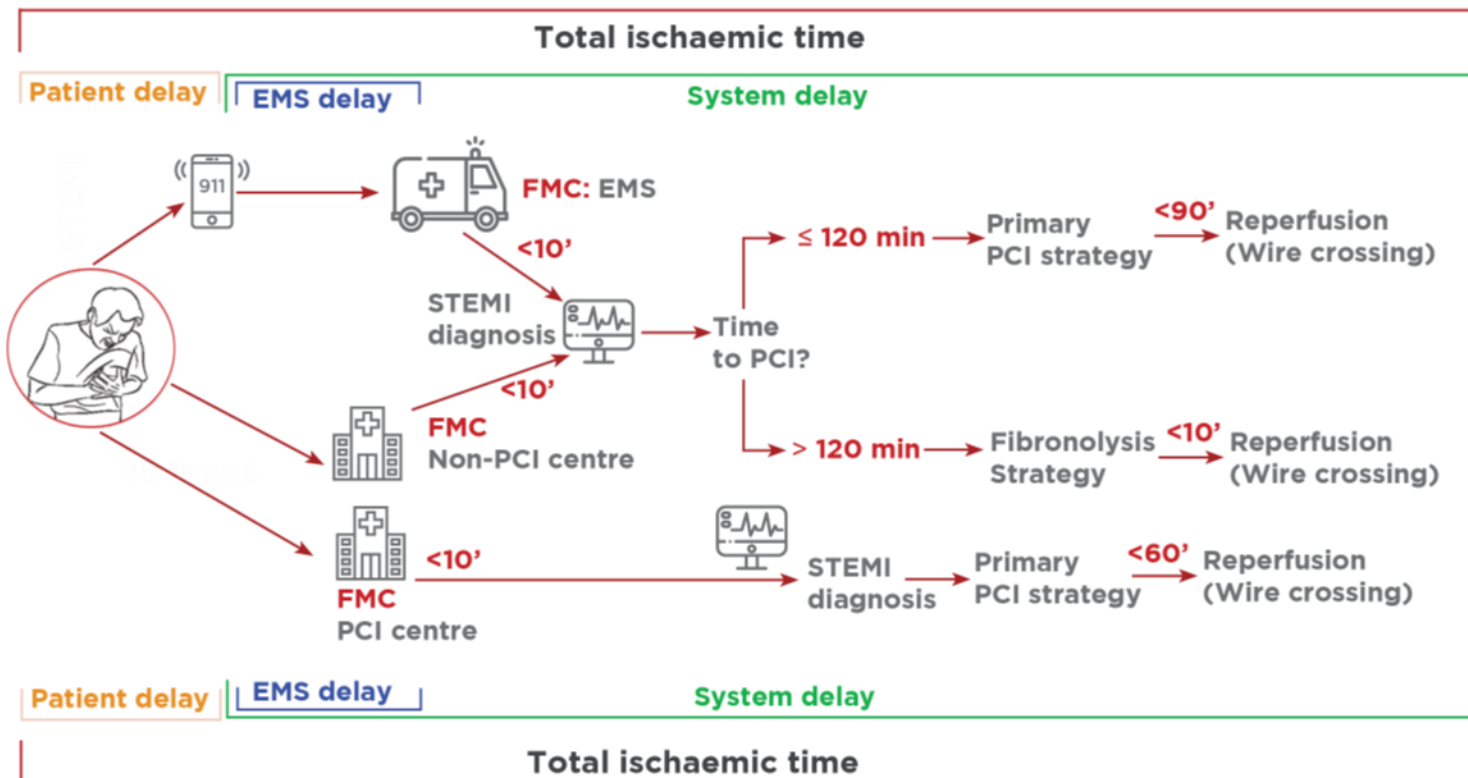 Total ischaemic time
Patient delay
EMS delay
System delay
911
FMC: EMS
<10’
STEMI
diagnosis
<10’
Time
to PCI?
≤ 120 min
Primary
PCI strategy
<90’
Reperfusion
(Wire crossing)
> 120 min
Fibronolysis
Strategy
<10’
Reperfusion
(Wire crossing)
FMC
Non-PCI centre
<10’
FMC
PCI centre
STEMI
diagnosis
Primary
PCI strategy
<60’
Reperfusion
(Wire crossing)
Patient delay
EMS delay
System delay
Total ischaemic time